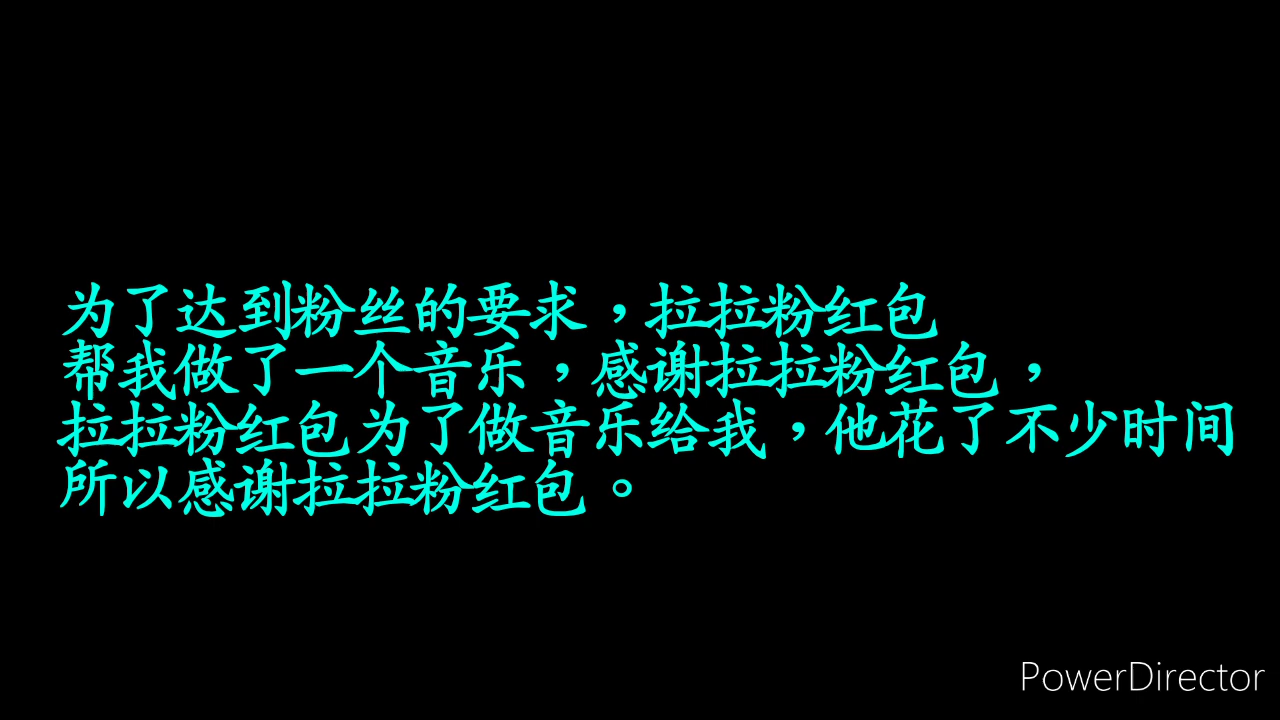 为了达到粉丝的要求，拉拉粉红包
帮我做了一个音乐，感谢拉拉粉红包，
拉拉粉红包为了做音乐给我，他花了不少时间
所以感谢拉拉粉红包。
PowerDirector